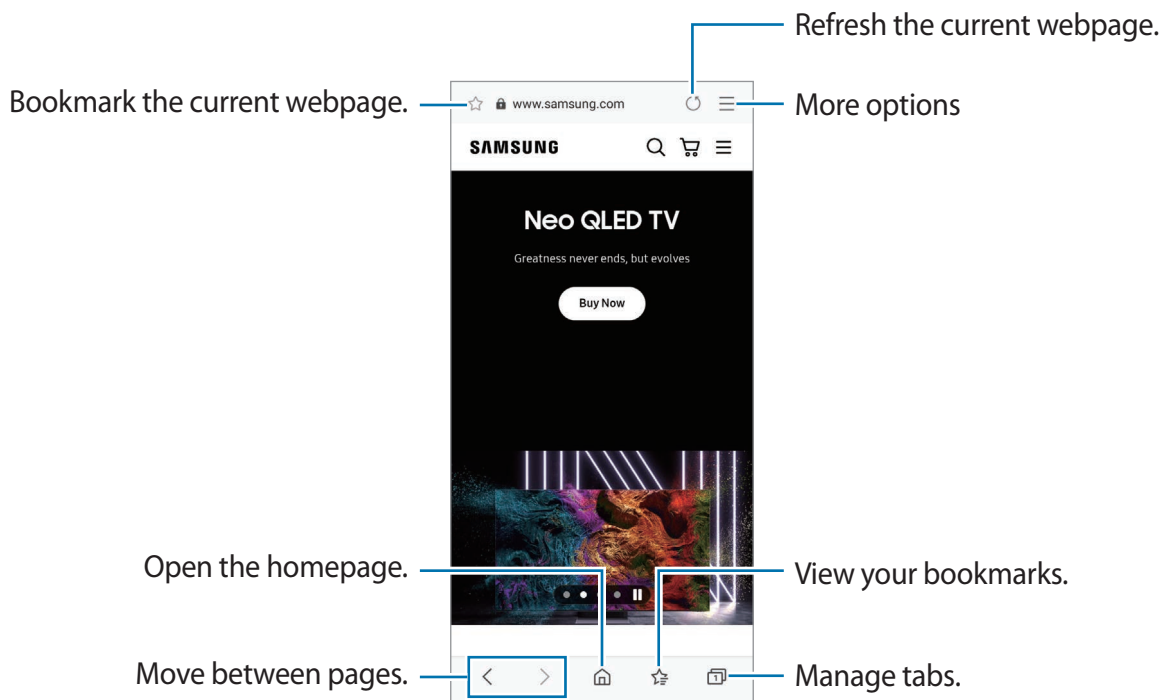 Refresh the current webpage.
Bookmark the current webpage.
www.samsung.com
More options
SAMSUNG
Neo QLED TV
Greatness never ends, but evolves
Buy Now
Open the homepage.
View your bookmarks.
Move between pages.
1
Manage tabs.